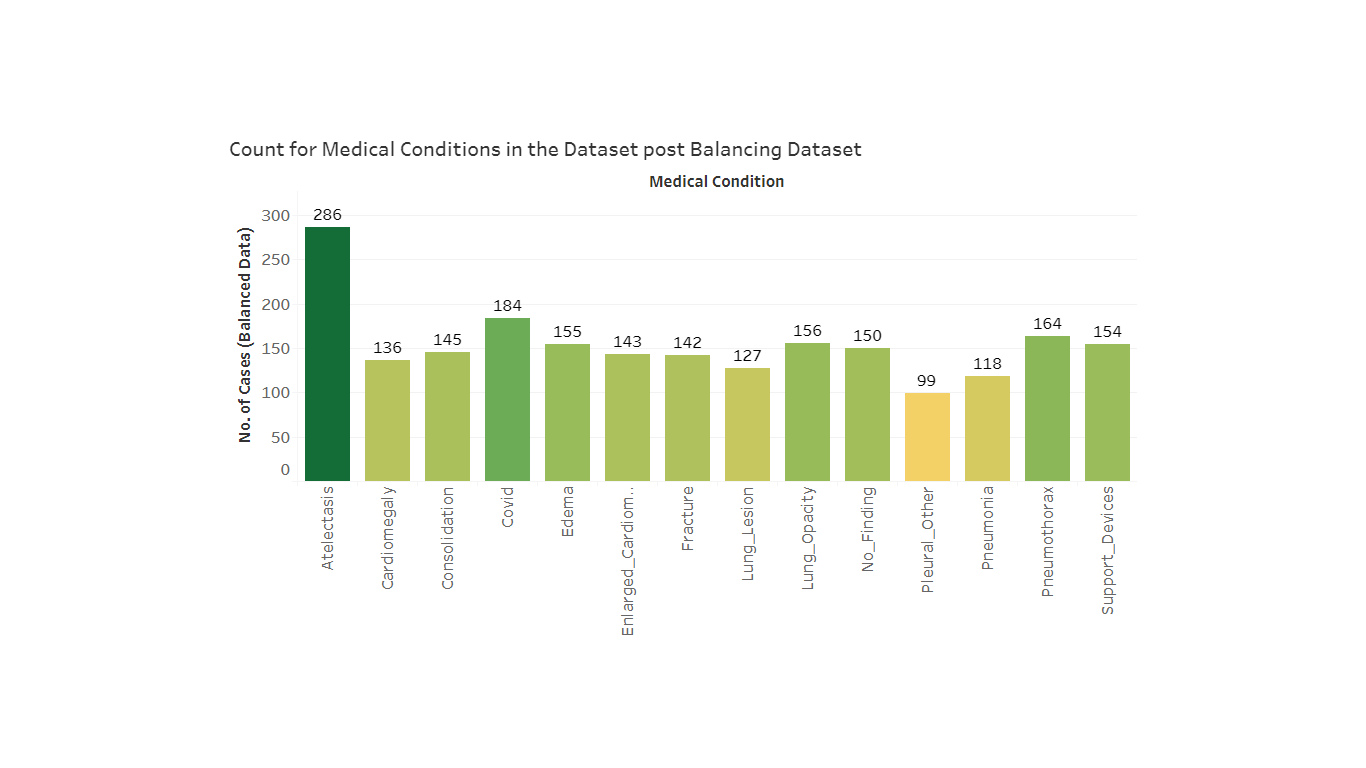 Count for Medical Conditions in the Dataset post Balancing Dataset
Medical Condition
No. of Cases (Balanced Data)
300
250
200
150
100
50
0
286
136
145
184
155
143
142
127
156
150
99
118
164
154
Atelectasis
Cardiomegaly
Consolidation
Covid
Edema
Enlarged_Cardiom..
Fracture
Lung_Lesion
Lung_Opacity
No_Finding
Pleural_Other
Pneumonia
Pneumothorax
Support_Devices